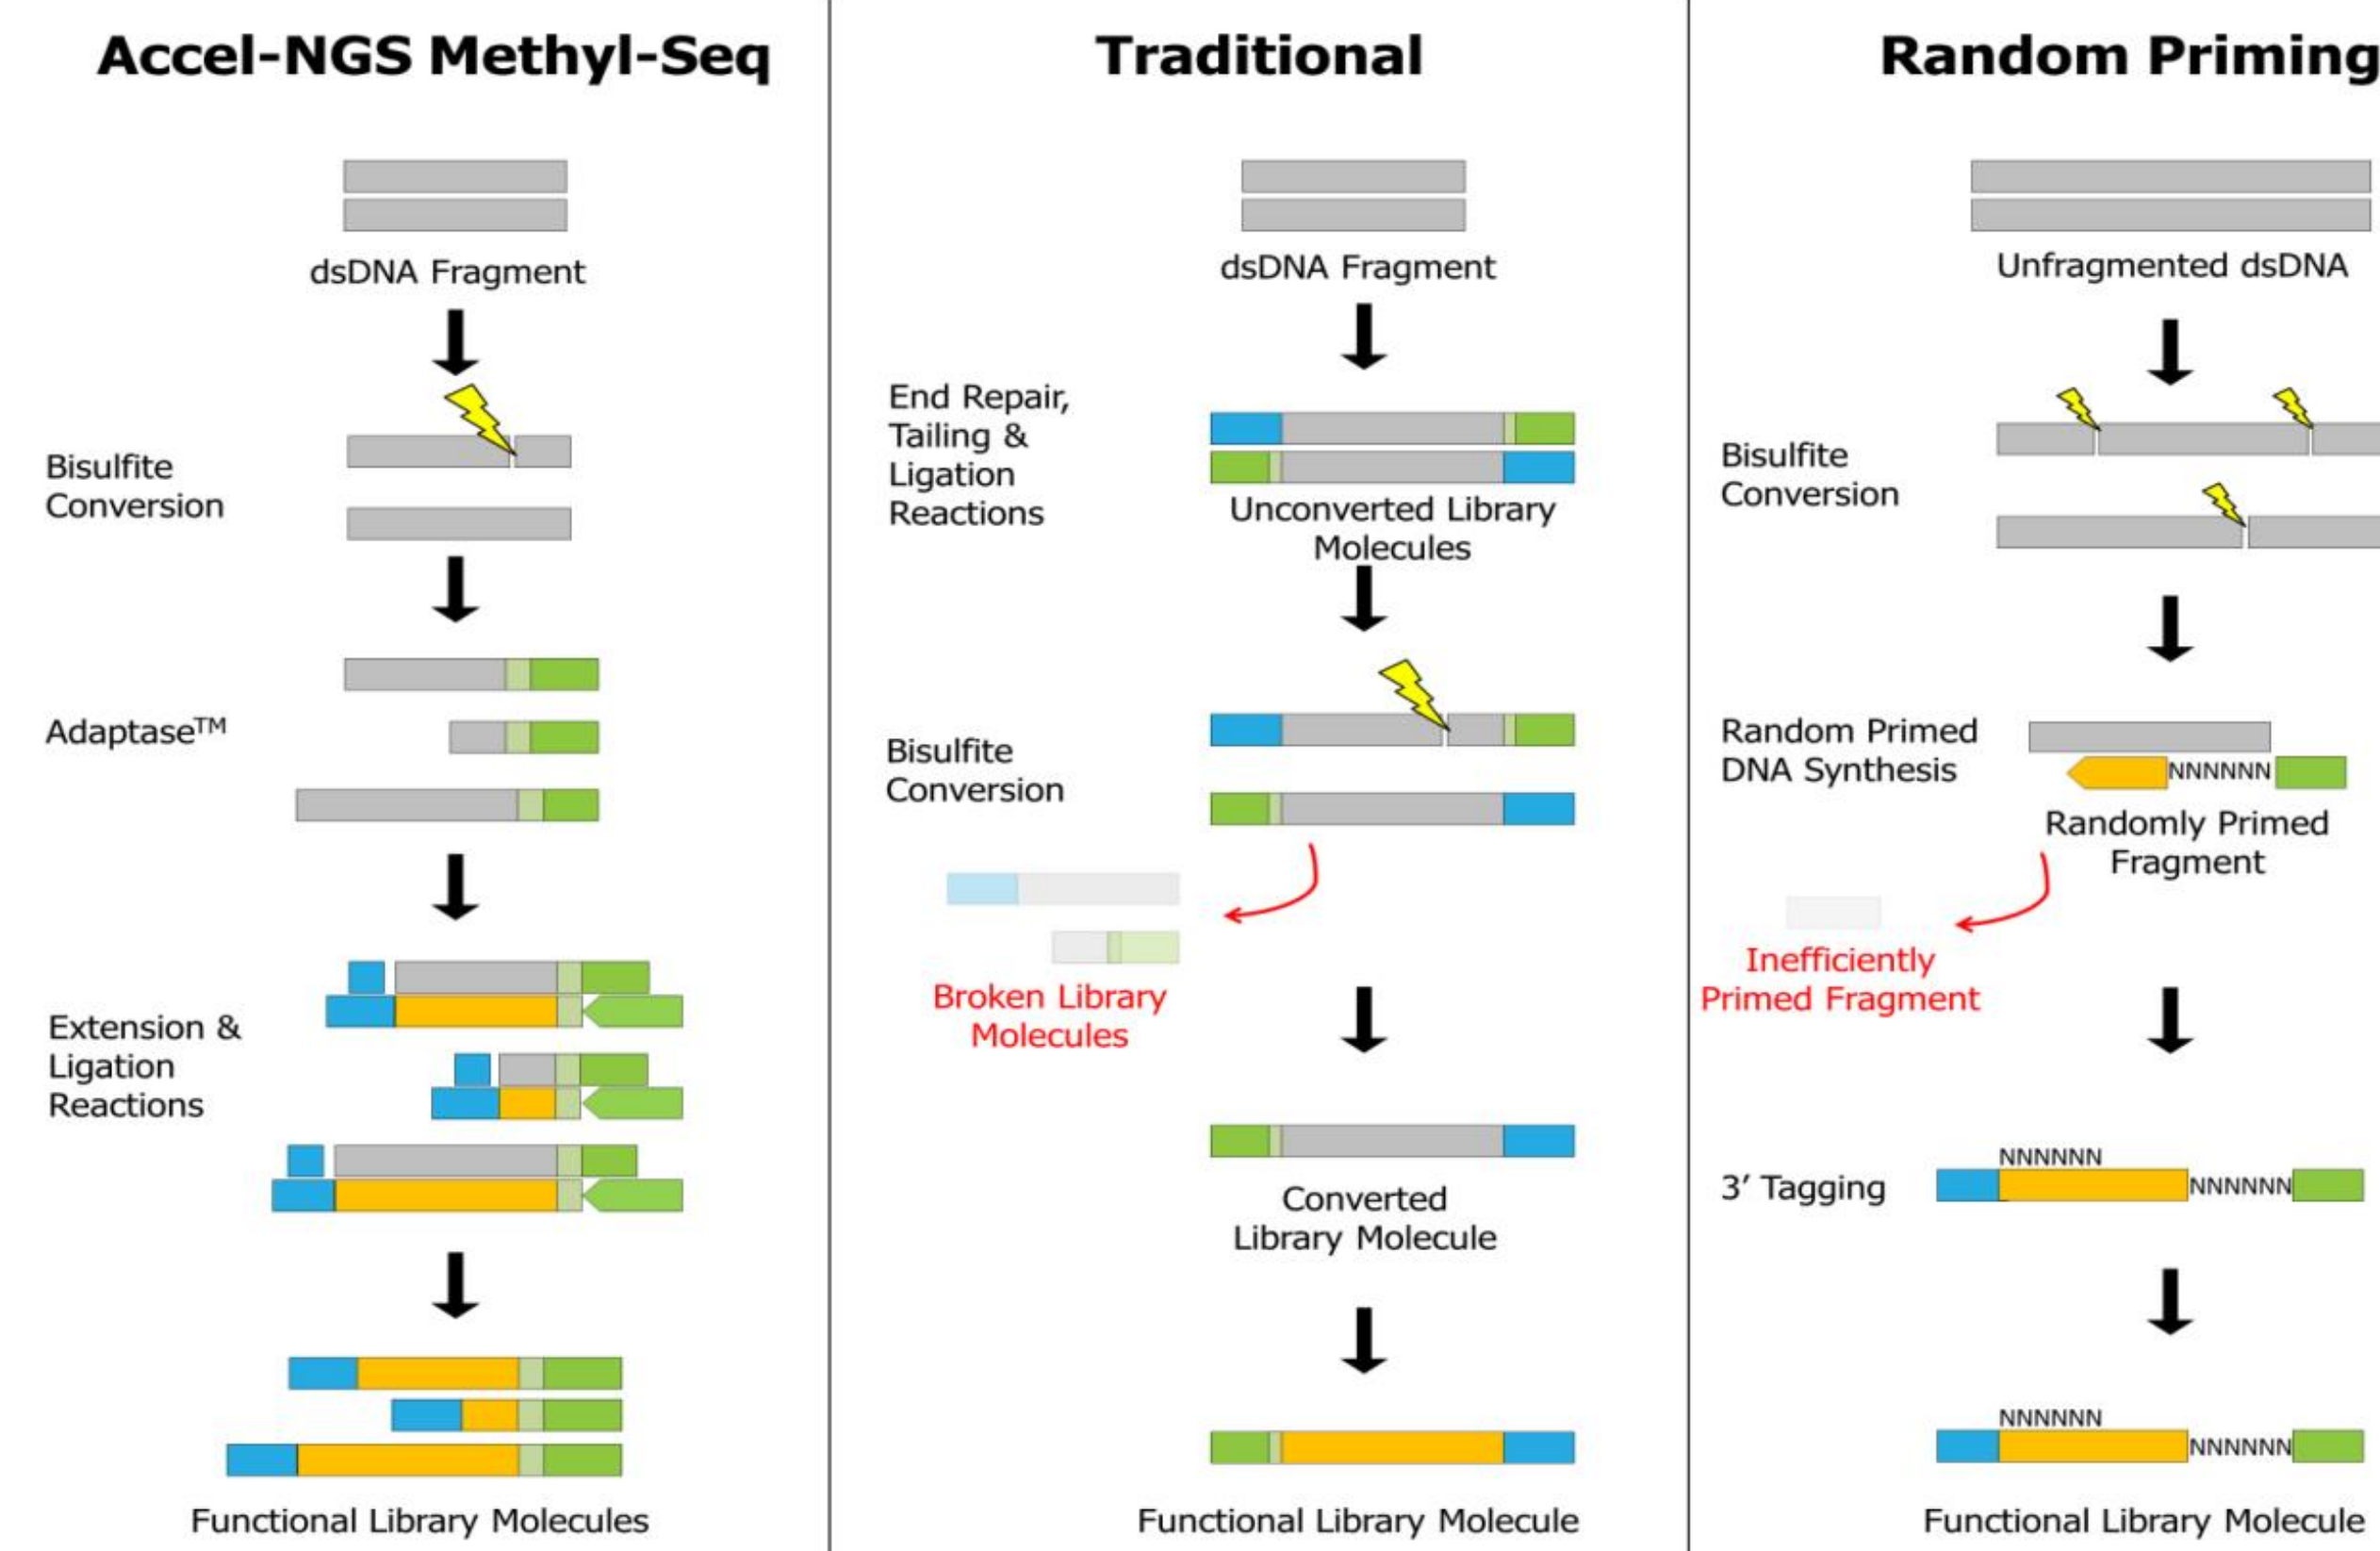 Accel-NGS Methyl-Seq
dsDNA Fragment
Bisulfite
Conversion
Adaptase™
Extension &
Ligation
Reactions
Functional Library Molecules
Traditional
dsDNA Fragment
End Repair,
Tailing &
Ligation
Reactions
Unconverted Library
Molecules
Bisulfite
Conversion
Broken Library
Molecules
Converted
Library Molecule
Functional Library Molecule
Random Priming
Unfragmented dsDNA
Bisulfite
Conversion
Random Primed
DNA Synthesis
NNNNNN
Randomly Primed
Fragment
Inefficiently
Primed Fragment
3′ Tagging
NNNNNN
NNNNNN
NNNNNN
NNNNNN
Functional Library Molecule